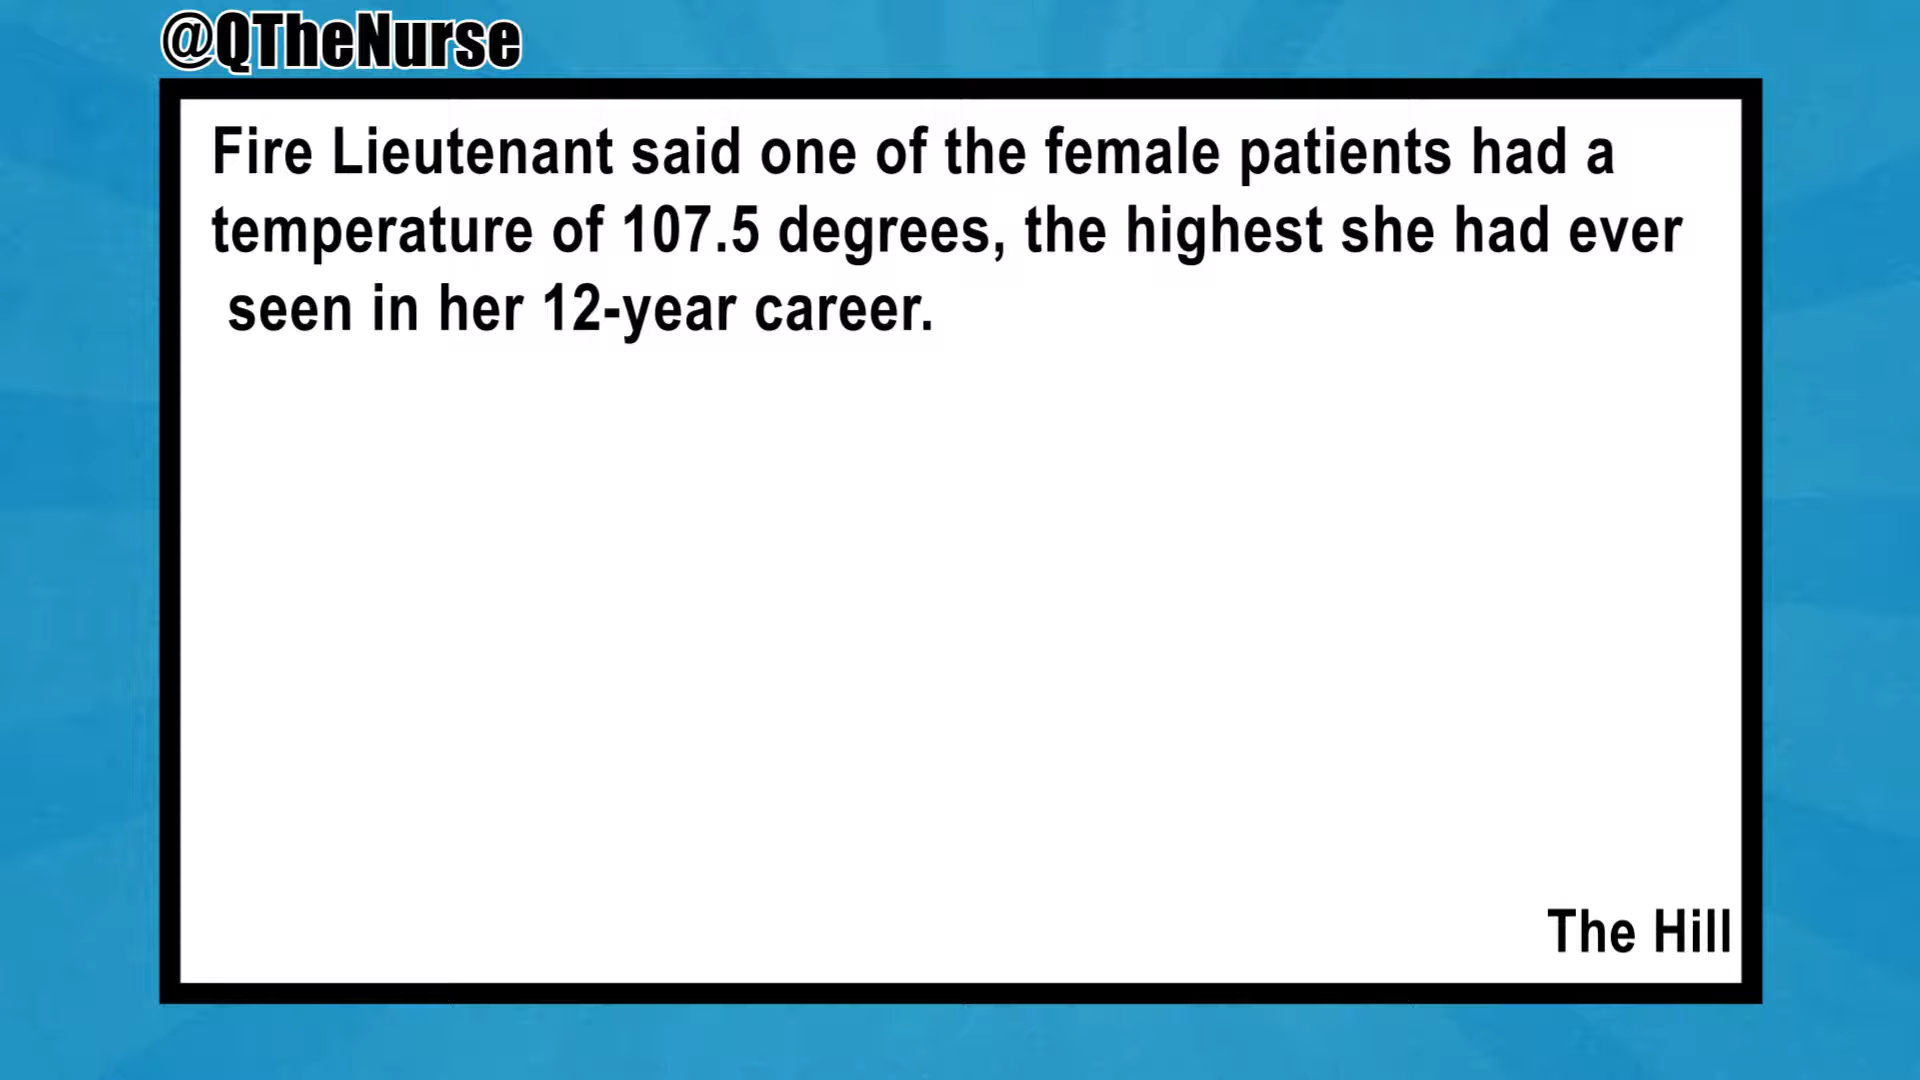 @QTheNurse
Fire Lieutenant said one of the female patients had a
temperature of 107.5 degrees, the highest she had ever
seen in her 12-year career.
The Hill